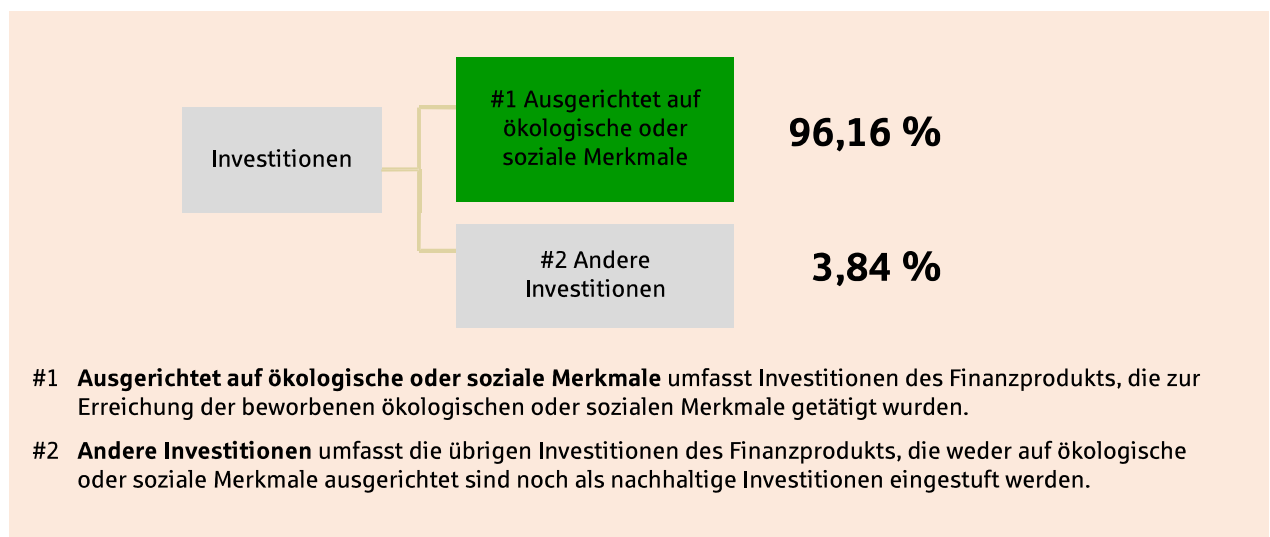 Investitionen
#1 Ausgerichtet auf
ökologische oder
soziale Merkmale
96,16 %
#2 Andere
Investitionen
3,84 %
#1 Ausgerichtet auf ökologische oder soziale Merkmale umfasst Investitionen des Finanzprodukts, die zur
Erreichung der beworbenen ökologischen oder sozialen Merkmale getätigt wurden.
#2 Andere Investitionen umfasst die übrigen Investitionen des Finanzprodukts, die weder auf ökologische
oder soziale Merkmale ausgerichtet sind noch als nachhaltige Investitionen eingestuft werden.